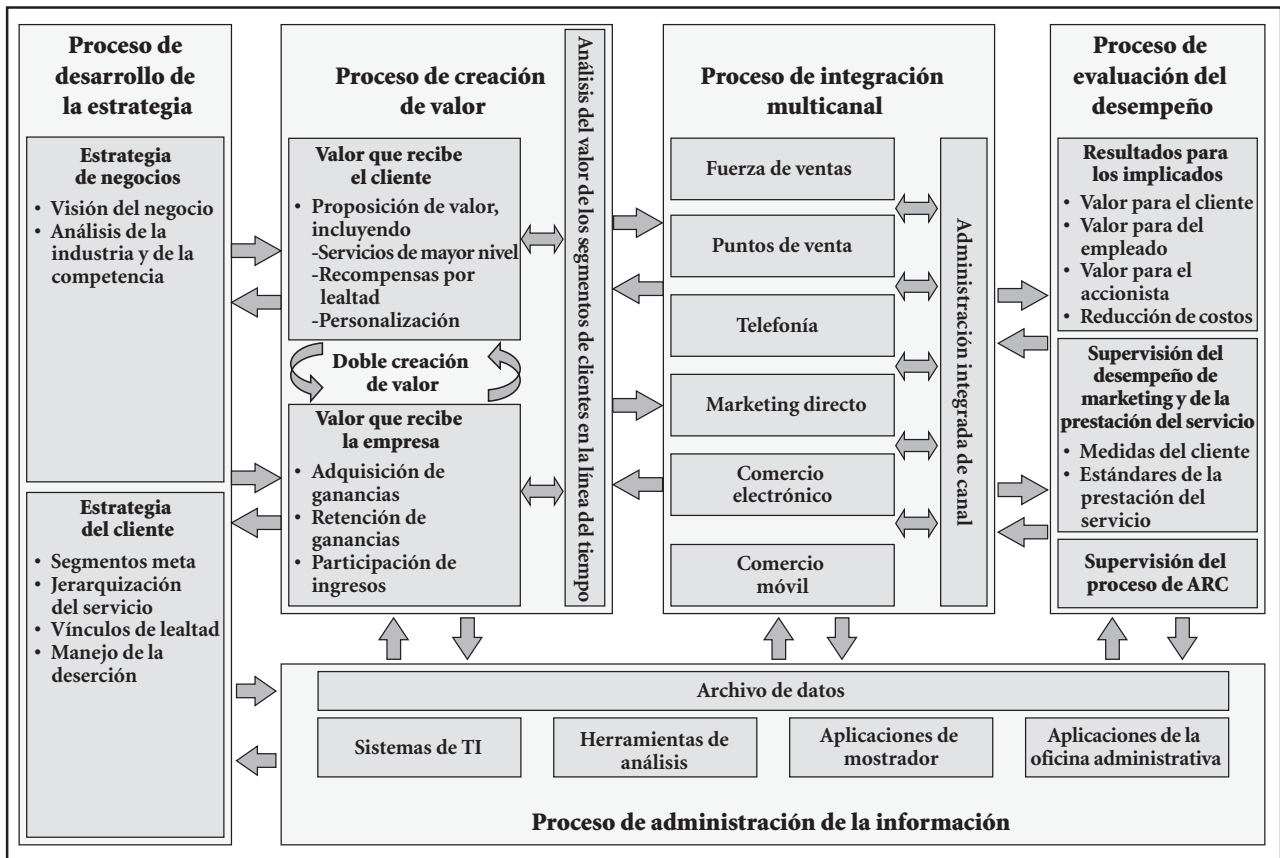 Proceso de
desarrollo de
la estrategia
Estrategia
de negocios
• Visión del negocio
• Análisis de la
industria y de la
competencia
Estrategia
del cliente
• Segmentos meta
• Jerarquización
del servicio
• Vínculos de lealtad
• Manejo de la
deserción
Proceso de creación
de valor
Valor que recibe
el cliente
• Proposición de valor,
incluyendo
-Servicios de mayor nivel
-Recompensas por
lealtad
-Personalización
Doble creación
de valor
Valor que recibe
la empresa
• Adquisición de
ganancias
• Retención de
ganancias
• Participación de
ingresos
Análisis del valor de los segmentos de clientes en la línea del tiempo
Proceso de integración
multicanal
Fuerza de ventas
Puntos de venta
Telefonía
Marketing directo
Comercio
electrónico
Comercio
móvil
Administración integrada de canal
Proceso de
evaluación del
desempeño
Resultados para
los implicados
• Valor para el cliente
• Valor para del
empleado
• Valor para el
accionista
• Reducción de costos
Supervisión del
desempeño de
marketing y de la
prestación del servicio
• Medidas del cliente
• Estándares de la
prestación del
servicio
Supervisión del
proceso de ARC
Archivo de datos
Sistemas de TI
Herramientas de
análisis
Aplicaciones de
mostrador
Aplicaciones de la
oficina administrativa
Proceso de administración de la información